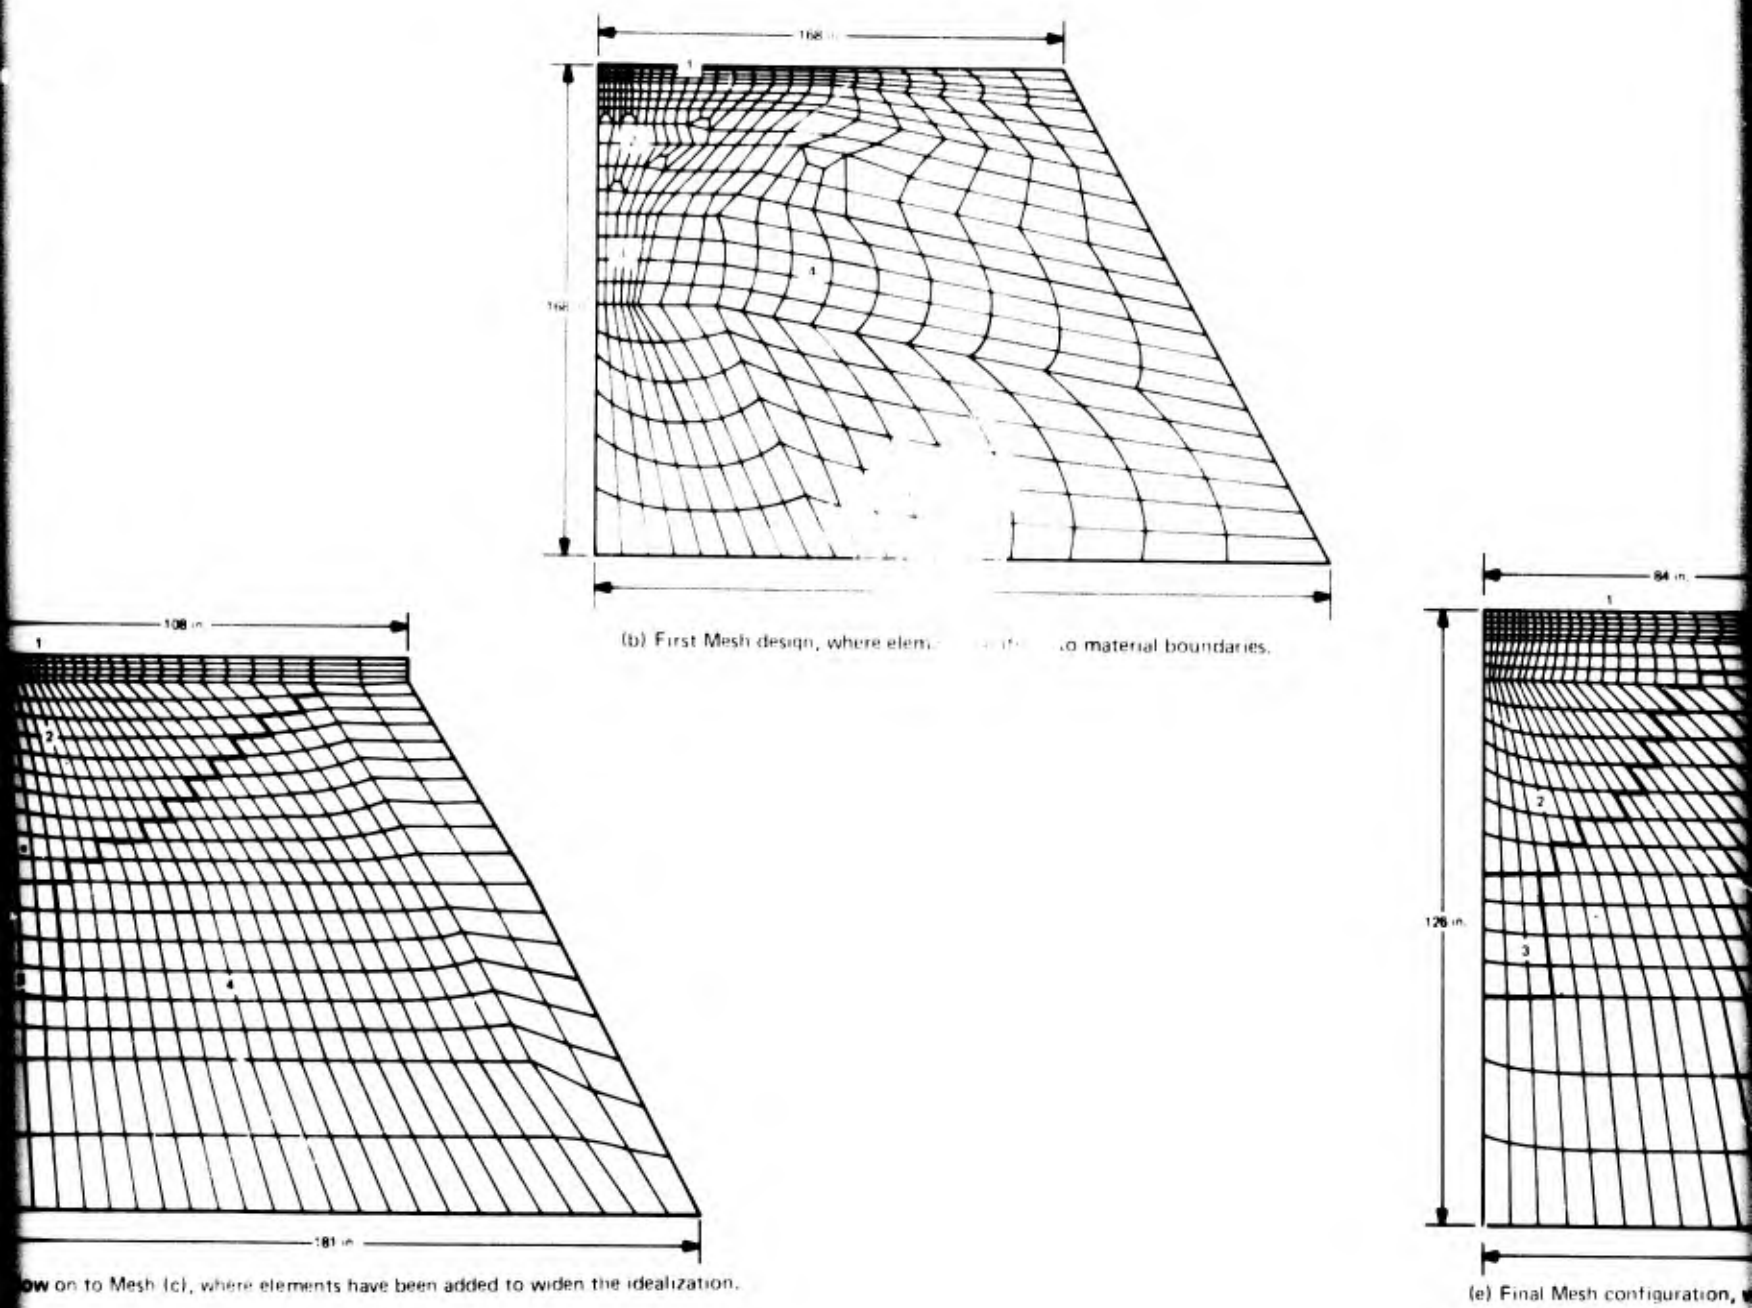 168 in.
1
4
168
(b) First Mesh design, where to material boundaries.
108 in
1
2
4
181 in
ow on to Mesh (c), where elements have been added to widen the idealization.
84 in.
1
2
126 in.
3
(e) Final Mesh configuration,